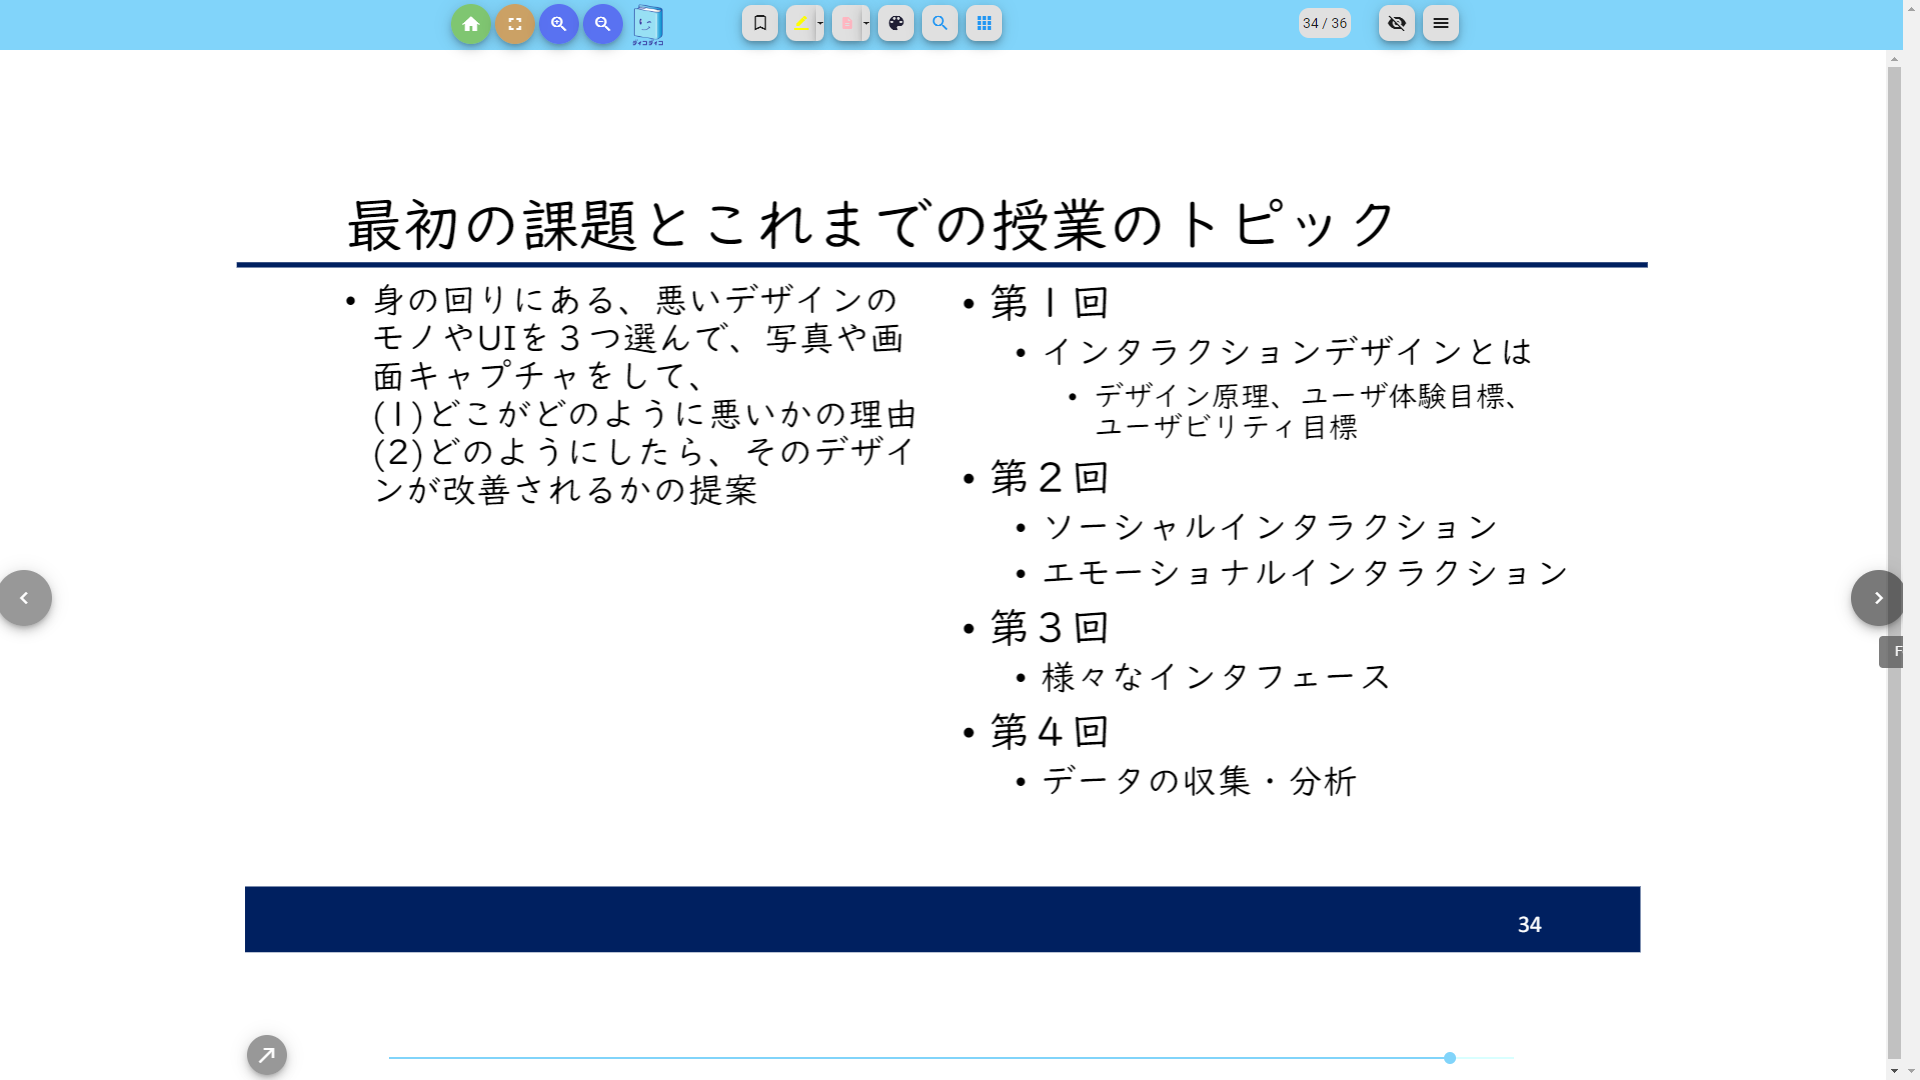 ダイコダイコ
34 / 36
最初の課題とこれまでの授業のトピック
• 身の回りにある、悪いデザインの
モノやUIを３つ選んで、写真や画
面キャプチャをして、
(1)どこがどのように悪いかの理由
(2)どのようにしたら、そのデザイ
ンが改善されるかの提案
• 第１回
• インタラクションデザインとは
• デザイン原理、ユーザ体験目標、
ユーザビリティ目標
• 第２回
• ソーシャルインタラクション
• エモーショナルインタラクション
• 第３回
• 様々なインタフェース
• 第４回
• データの収集・分析
F
34